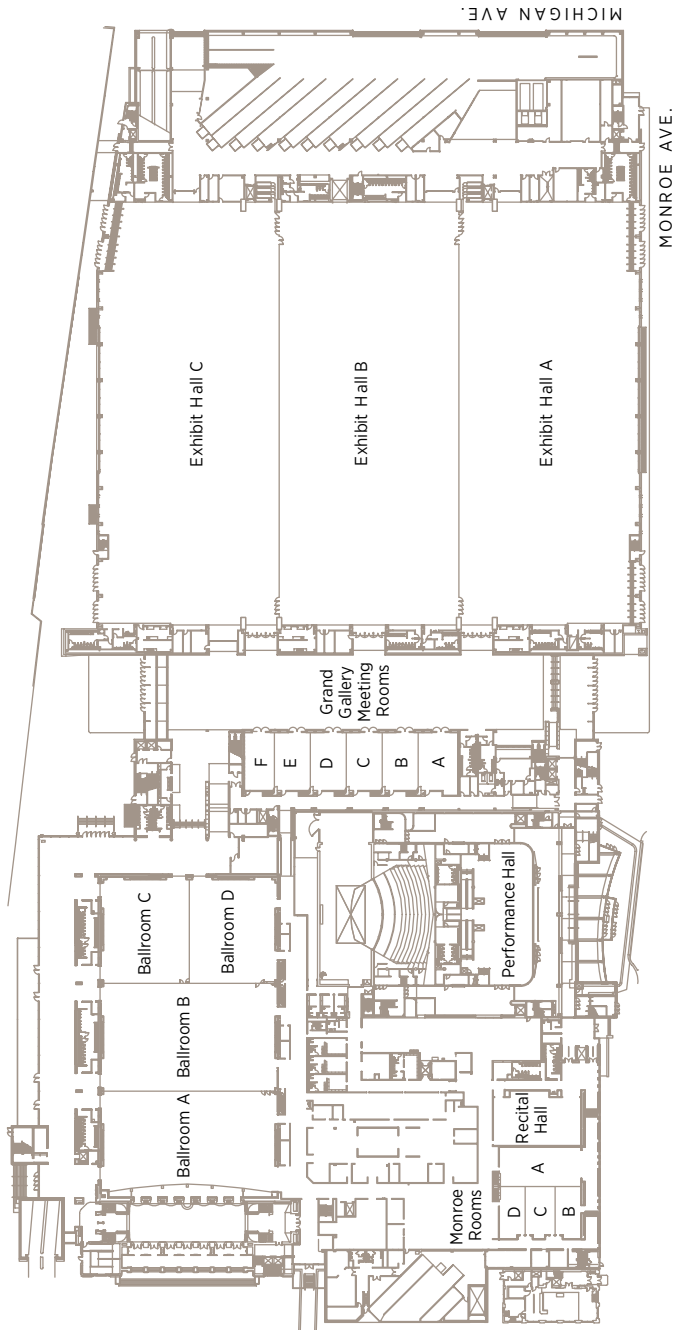 MICHIGAN AVE.
MONROE AVE.
Exhibit Hall C
Exhibit Hall B
Exhibit Hall A
Grand
Gallery
Meeting
Rooms
F
E
D
C
B
A
Ballroom C
Ballroom D
Ballroom B
Ballroom A
Performance Hall
Recital
Hall
Monroe
Rooms
A
D
C
B